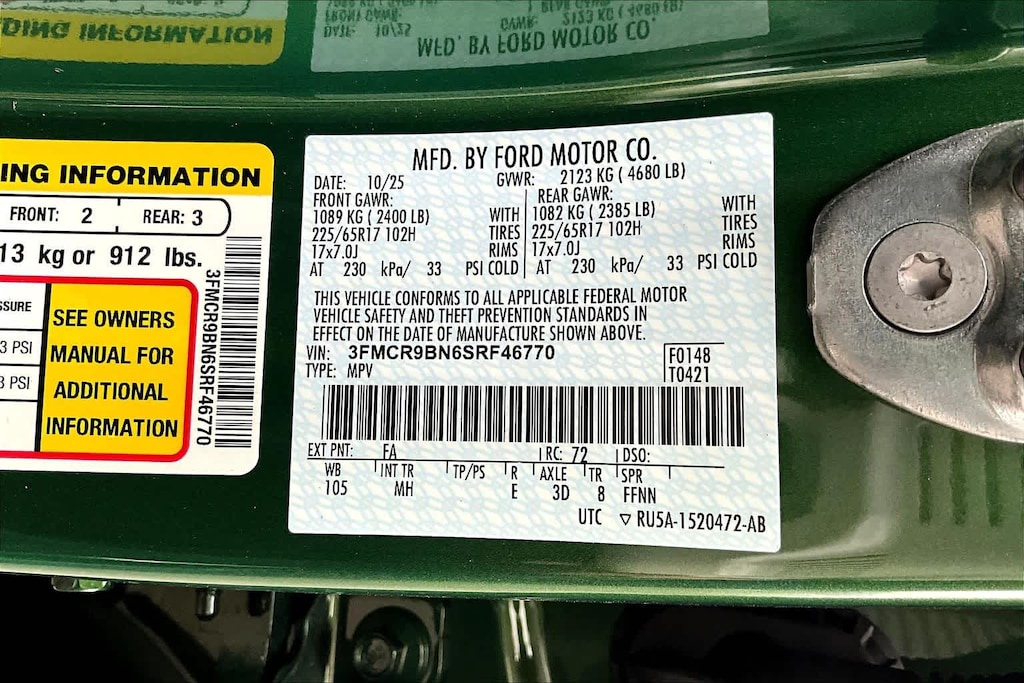 ING INFORMATION
FRONT: 2 REAR: 3
13 kg or 912 lbs.
SSURE
3 PSI
3 PSI
SEE OWNERS
MANUAL FOR
ADDITIONAL
INFORMATION
3FMCR9BN6SRF46770
MFD. BY FORD MOTOR CO.
DATE: 10/25 GVWR: 2123 KG ( 4680 LB)
FRONT GAWR: REAR GAWR:
1089 KG ( 2400 LB) WITH 1082 KG ( 2385 LB) WITH
225/65R17 102H TIRES 225/65R17 102H TIRES
17x7.0J RIMS 17x7.0J RIMS
AT 230 kPa/ 33 PSI COLD AT 230 kPa/ 33 PSI COLD
THIS VEHICLE CONFORMS TO ALL APPLICABLE FEDERAL MOTOR
VEHICLE SAFETY AND THEFT PREVENTION STANDARDS IN
EFFECT ON THE DATE OF MANUFACTURE SHOWN ABOVE.
VIN: 3FMCR9BN6SRF46770 F0148
TYPE: MPV T0421
EXT PNT: FA RC: 72 DSO:
WB INT TR TP/PS R AXLE TR SPR
105 MH E 3D 8 FFNN
UTC ▽ RU5A-1520472-AB